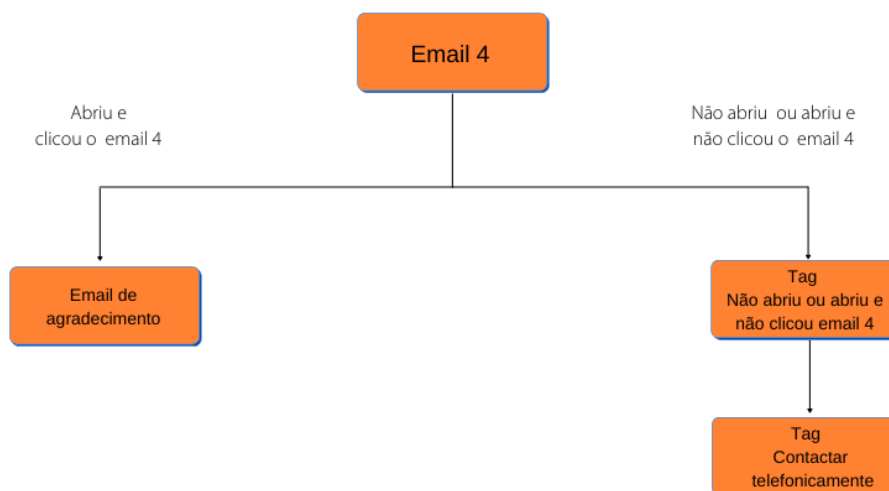 Email 4
Abriu e
clicou o email 4
Não abriu ou abriu e
não clicou o email 4
Email de
agradecimento
Tag
Não abriu ou abriu e
não clicou email 4
Tag
Contactar
telefonicamente